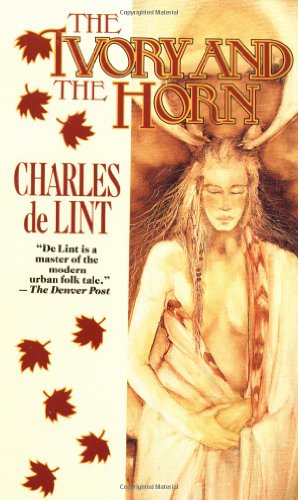 THE
IVORY AND
THE HORN
CHARLES
de LINT
“De Lint is a
master of the
modern
urban folk tale.”
— The Denver Post